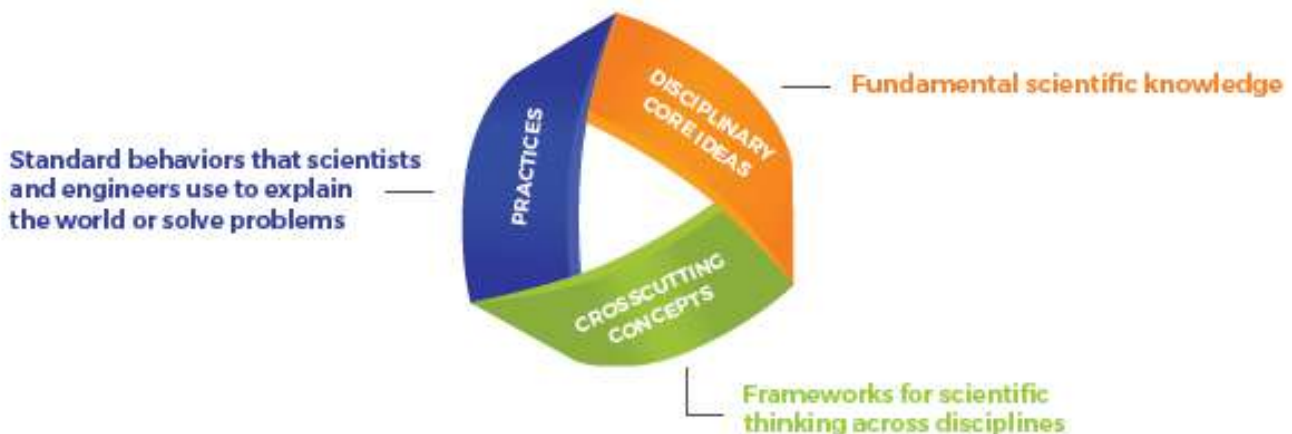 DISCIPLINARY
CORE IDEAS
Fundamental scientific knowledge
PRACTICES
Standard behaviors that scientists
and engineers use to explain
the world or solve problems
CROSSCUTTING
CONCEPTS
Frameworks for scientific
thinking across disciplines